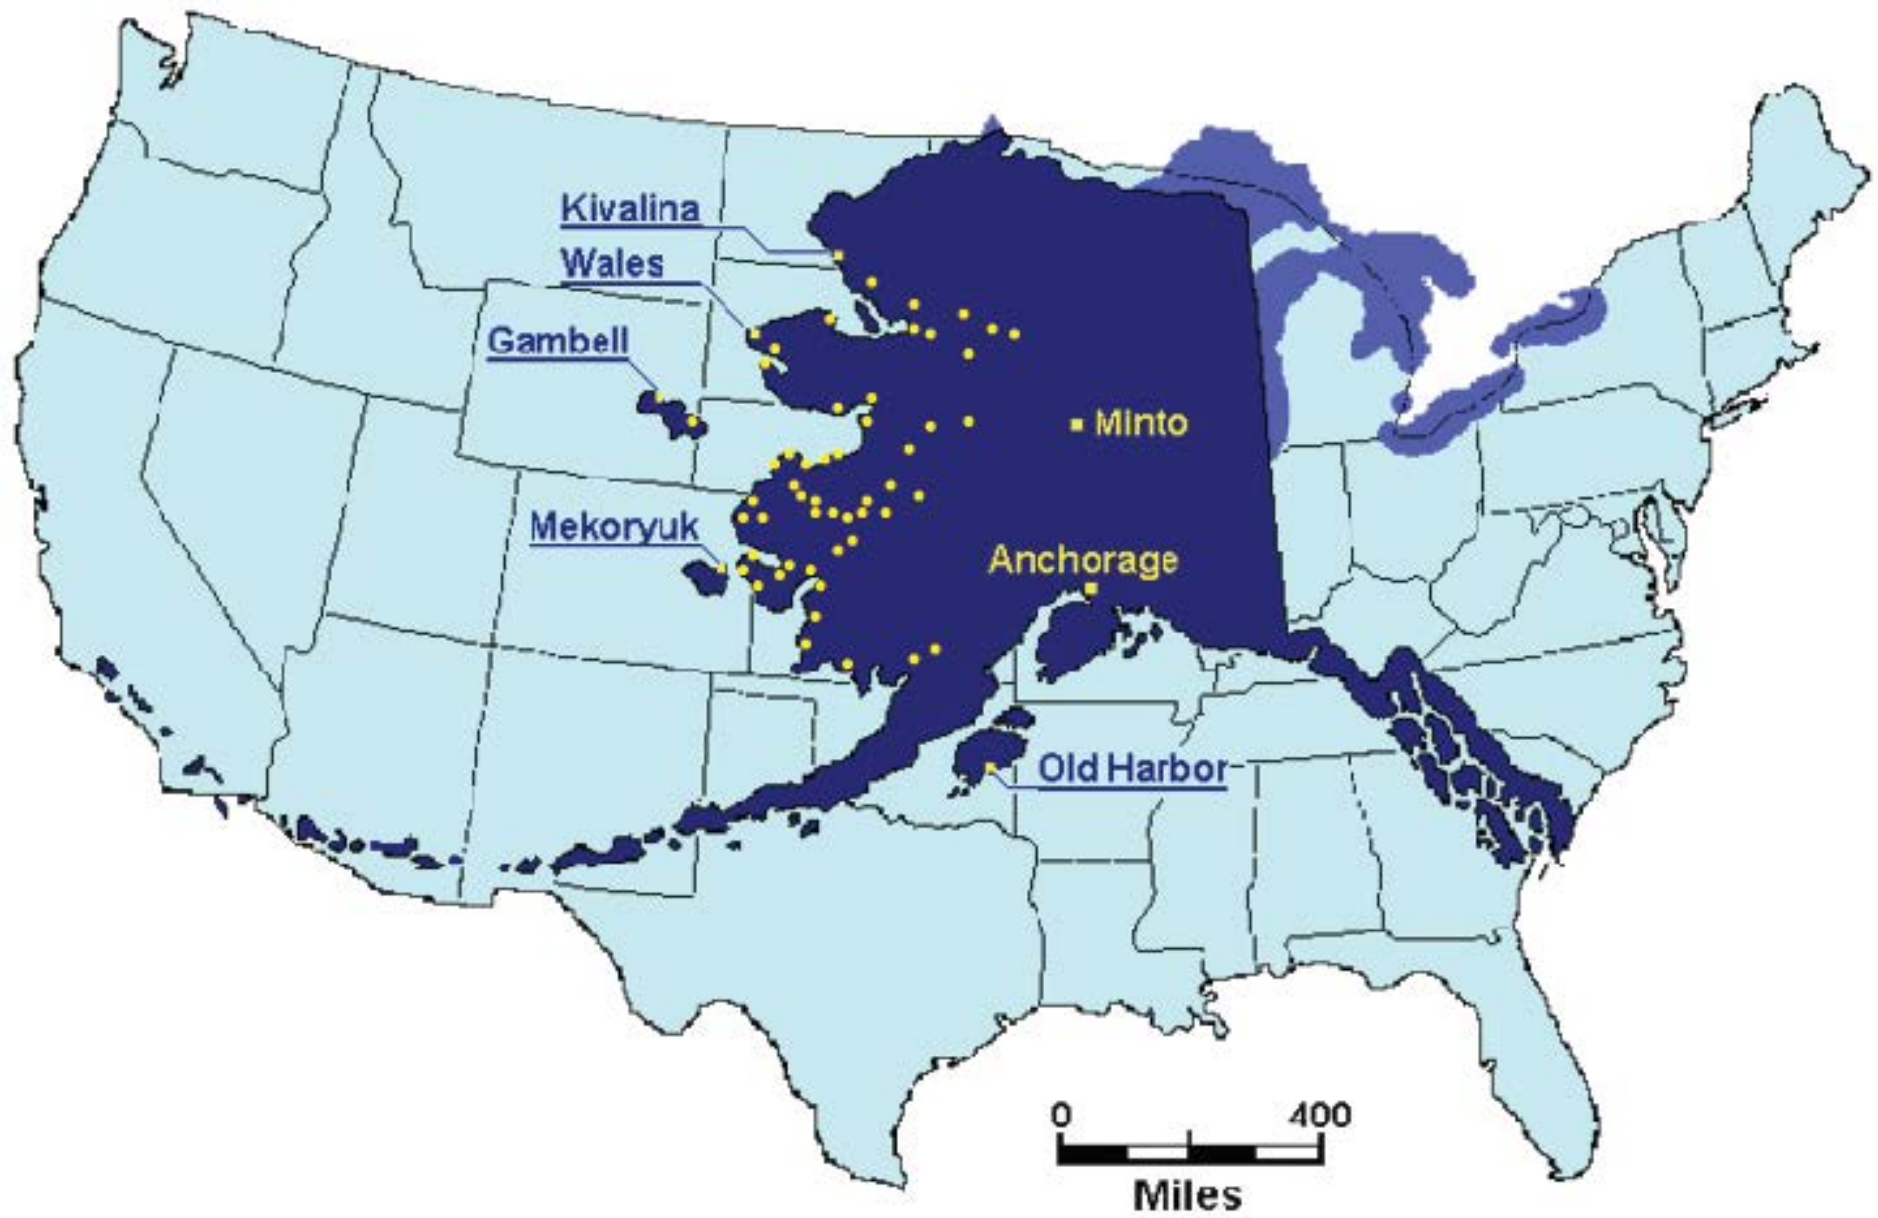 Kivalina
Wales
Gambell
Minto
Mekoryuk
Anchorage
Old Harbor
0 400
Miles